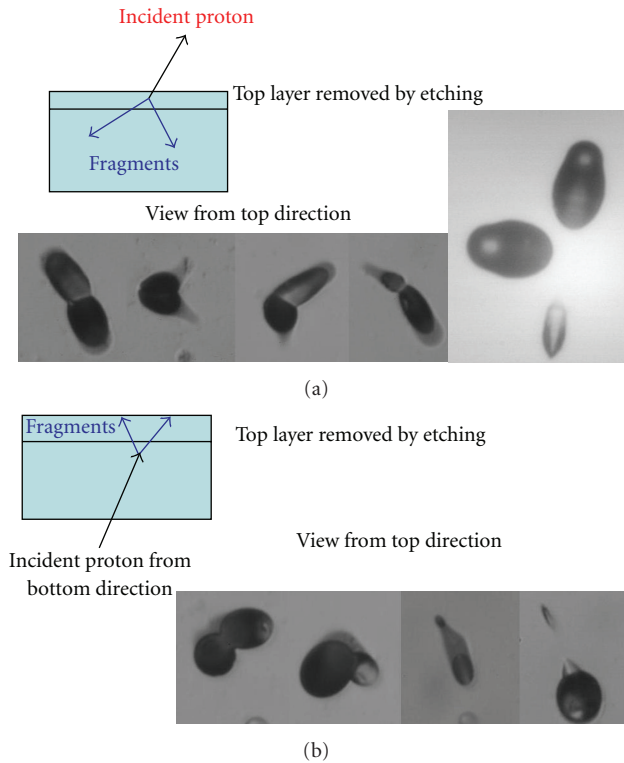 Incident proton
Top layer removed by etching
Fragments
View from top direction
(a)
Fragments
Top layer removed by etching
Incident proton from
bottom direction
View from top direction
(b)